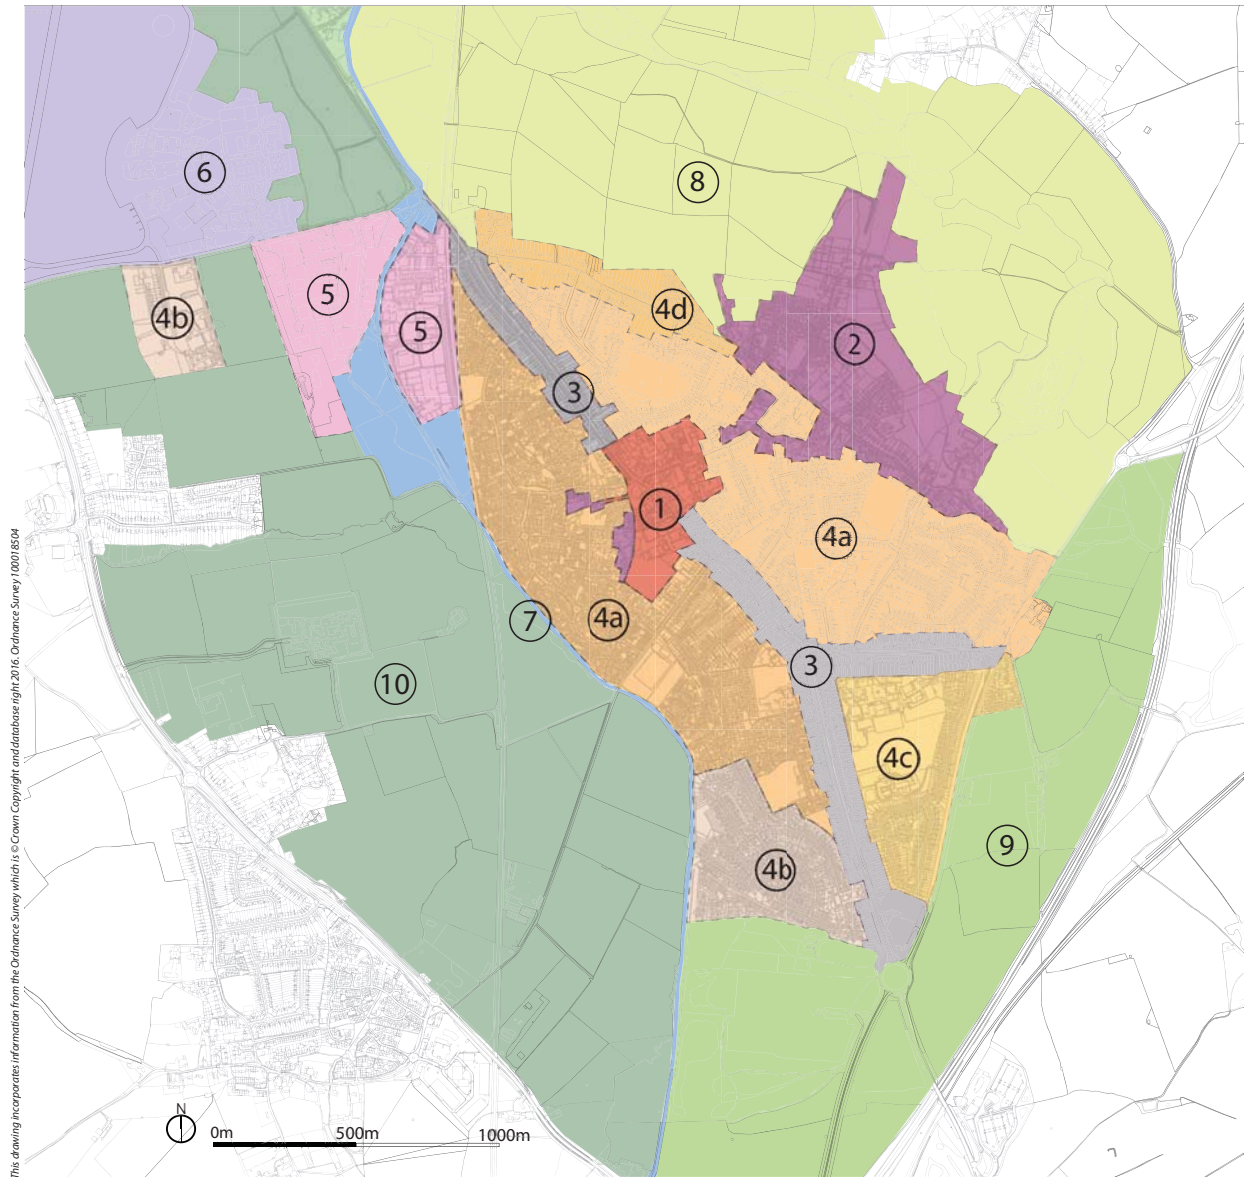 6
8
5
4b
4d
5
2
3
1
4a
7
4a
3
10
4c
9
4b
N
0m 500m 1000m
This drawing incorporates information from the Ordnance Survey which is © Crown Copyright and database right 2016. Ordnance Survey 100018504